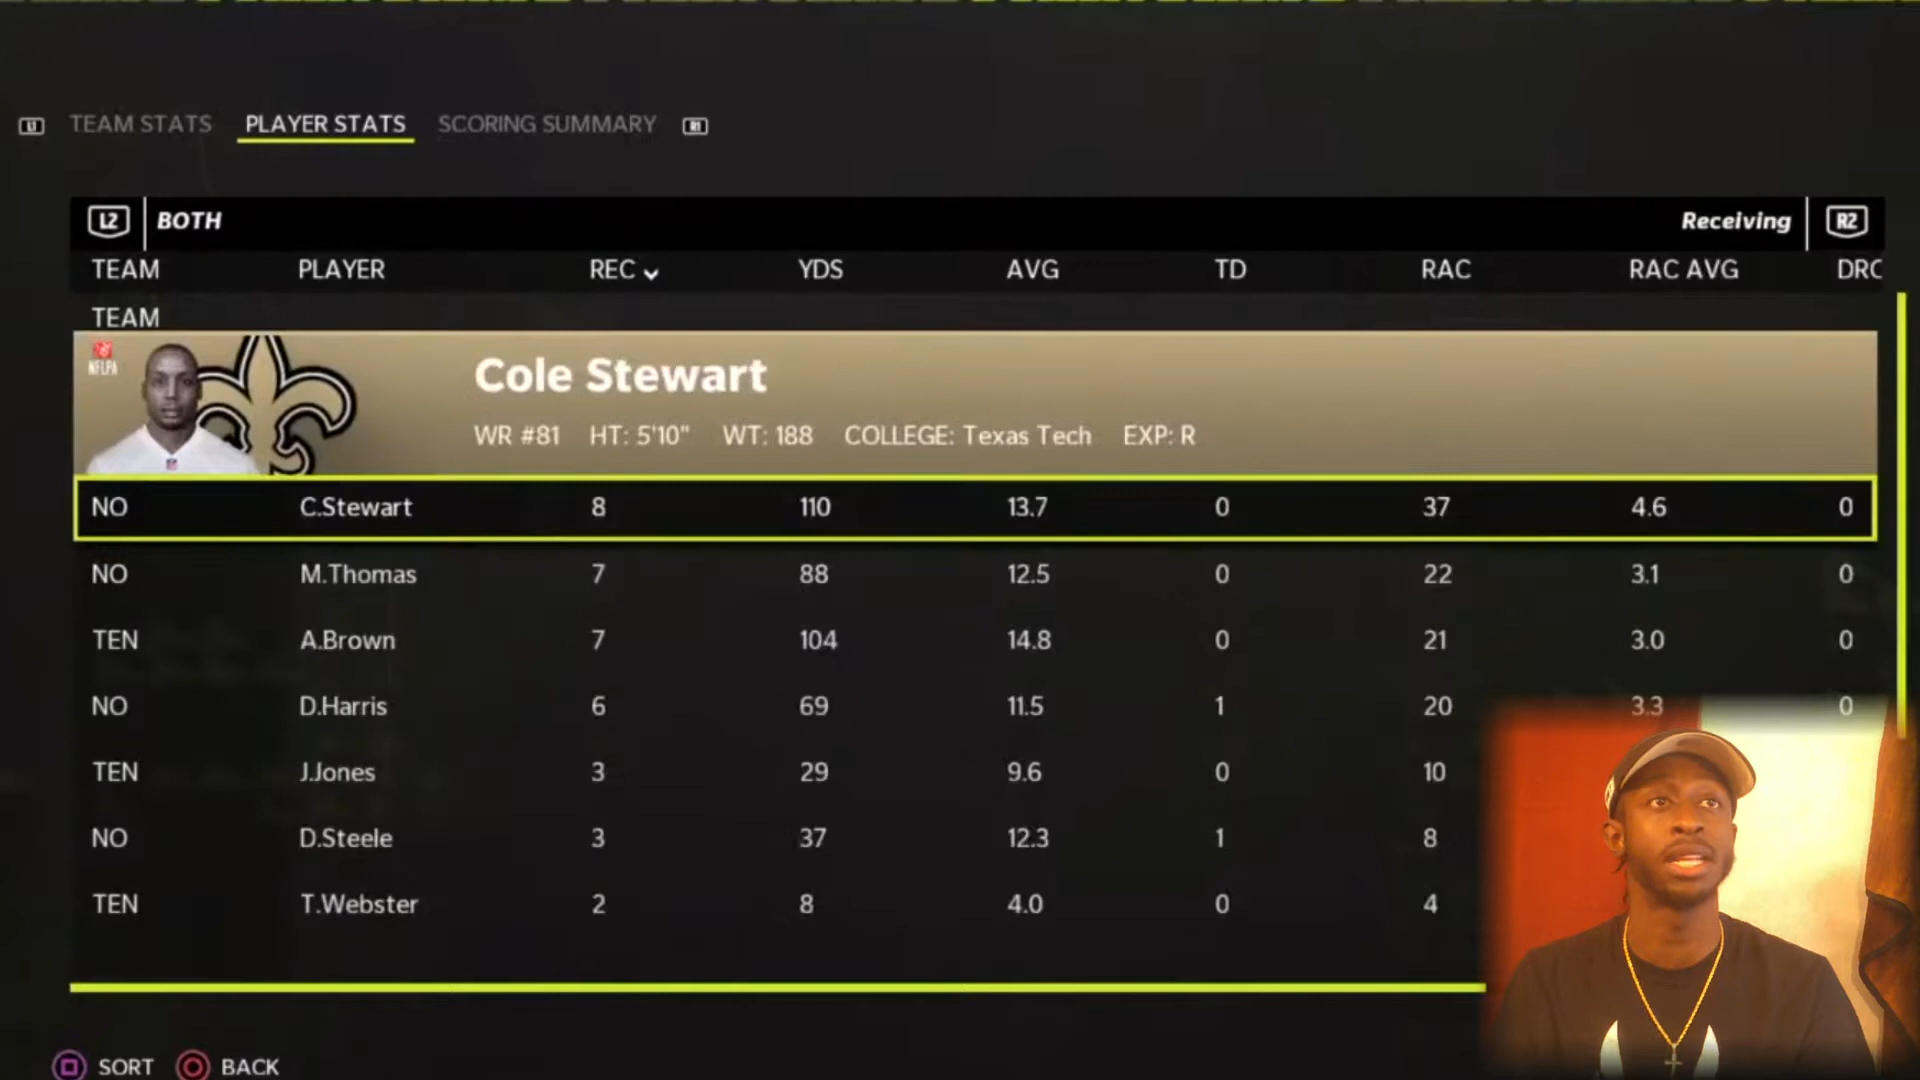 L1 TEAM STATS PLAYER STATS SCORING SUMMARY R1
L2 BOTH Receiving R2
TEAM PLAYER REC YDS AVG TD RAC RAC AVG DRC
TEAM
NFLPA
Cole Stewart
WR #81 HT: 5'10" WT: 188 COLLEGE: Texas Tech EXP: R
NO C.Stewart 8 110 13.7 0 37 4.6 0
NO M.Thomas 7 88 12.5 0 22 3.1 0
TEN A.Brown 7 104 14.8 0 21 3.0 0
NO D.Harris 6 69 11.5 1 20 3.3 0
TEN J.Jones 3 29 9.6 0 10
NO D.Steele 3 37 12.3 1 8
TEN T.Webster 2 8 4.0 0 4
SORT BACK